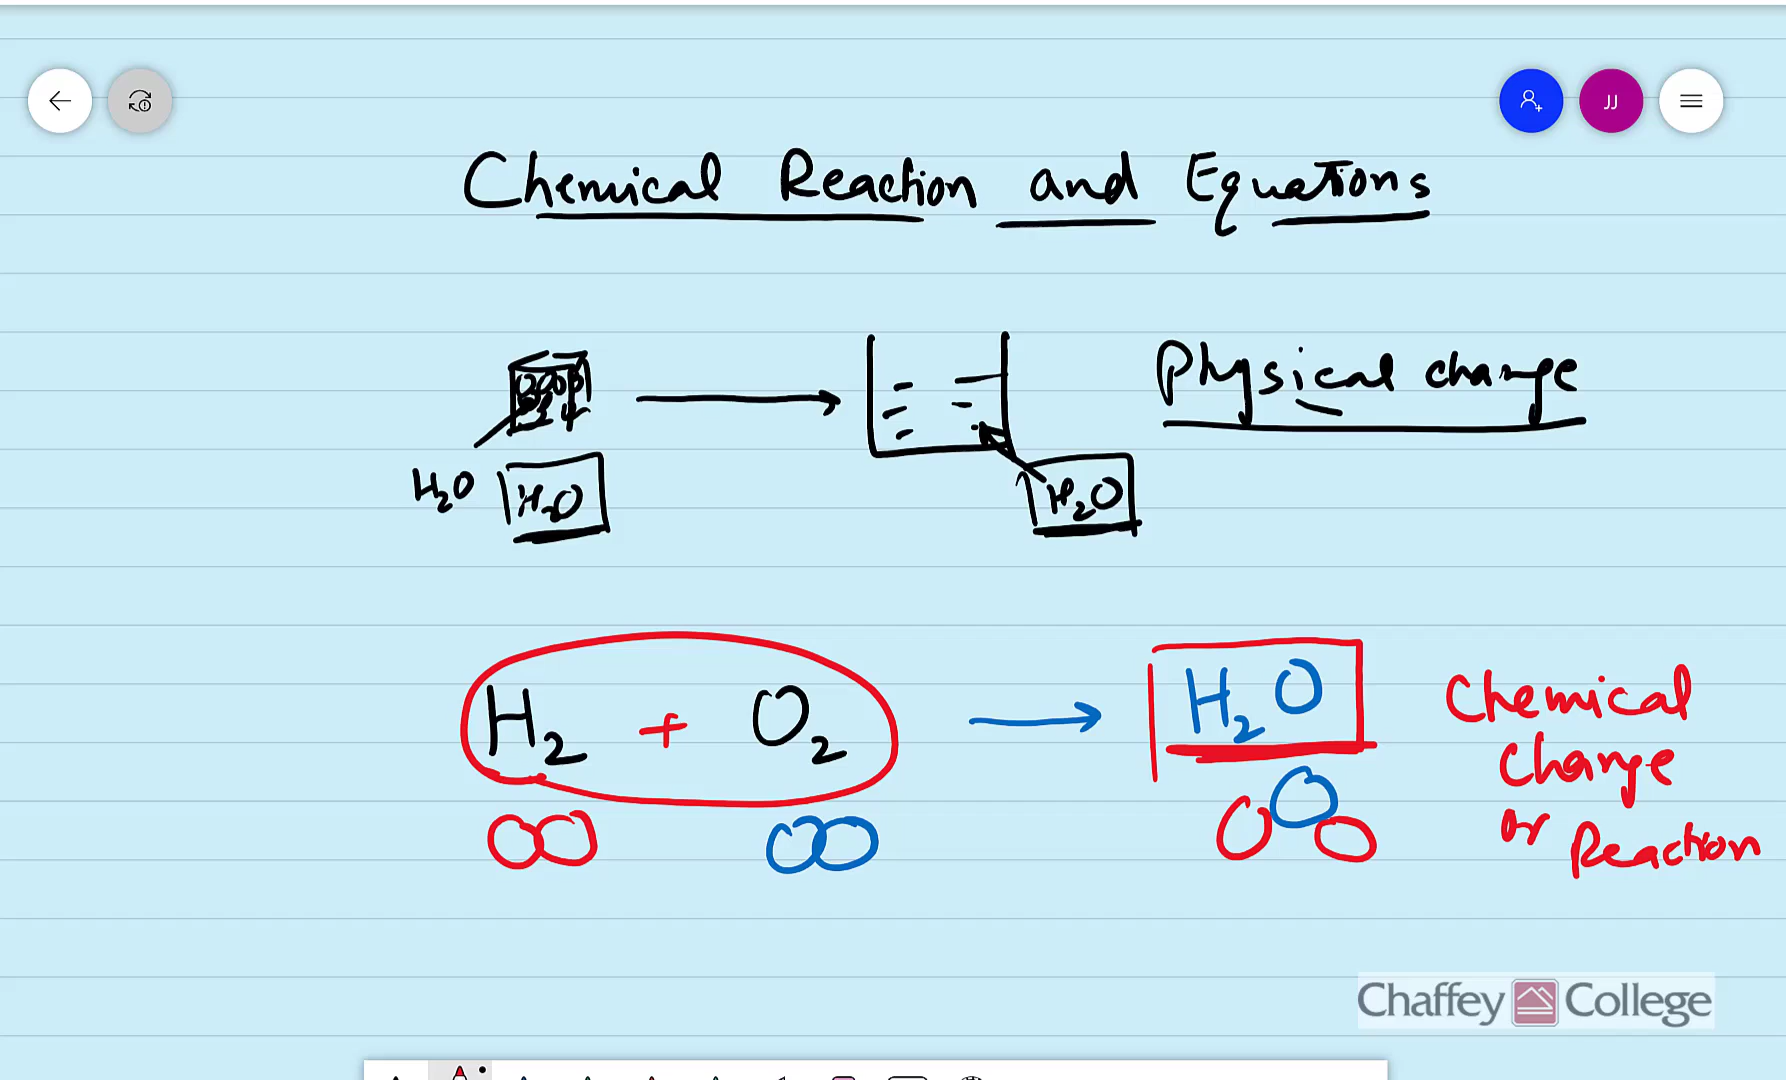 JJ
Chemical Reaction and Equations
Physical change
H₂O H₂O H₂O
H₂ + O₂ → H₂O
Chemical
Change
or Reaction
Chaffey College